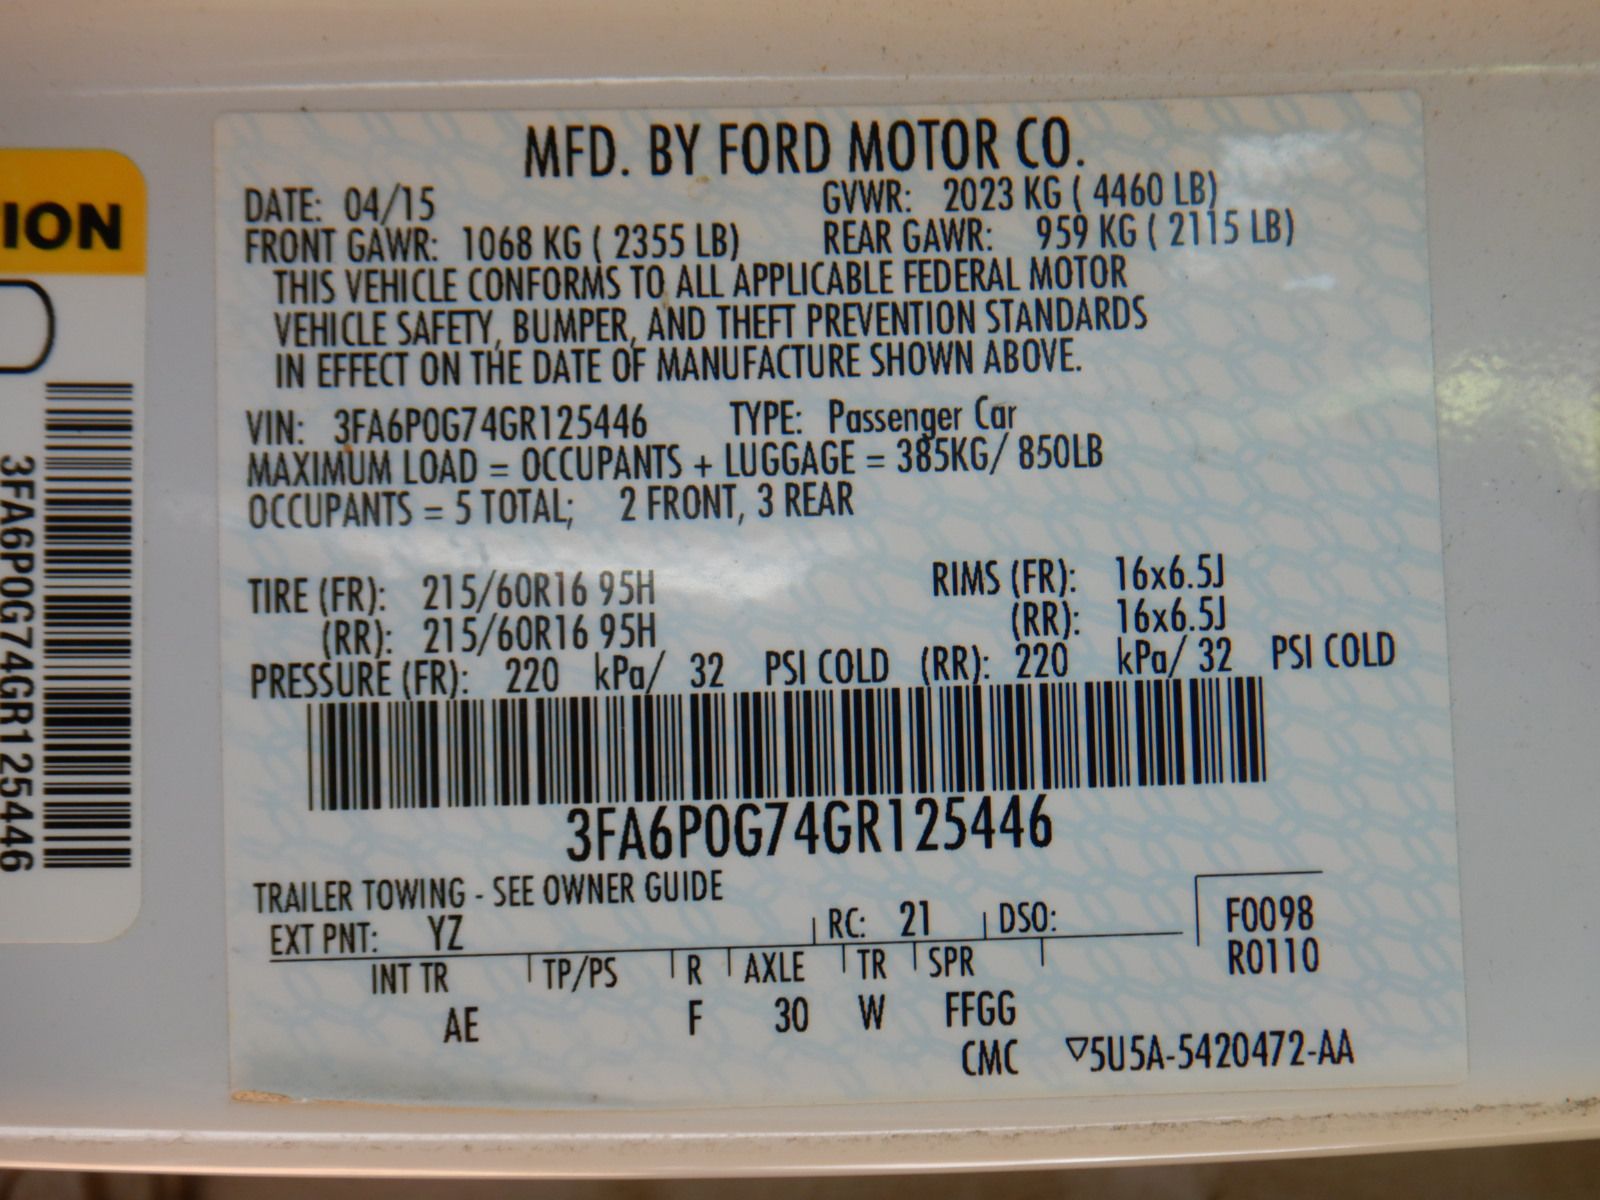 MFD. BY FORD MOTOR CO.
DATE: 04/15 GVWR: 2023 KG ( 4460 LB)
FRONT GAWR: 1068 KG ( 2355 LB) REAR GAWR: 959 KG ( 2115 LB)
THIS VEHICLE CONFORMS TO ALL APPLICABLE FEDERAL MOTOR
VEHICLE SAFETY, BUMPER, AND THEFT PREVENTION STANDARDS
IN EFFECT ON THE DATE OF MANUFACTURE SHOWN ABOVE.
VIN: 3FA6P0G74GR125446 TYPE: Passenger Car
MAXIMUM LOAD = OCCUPANTS + LUGGAGE = 385KG/ 850LB
OCCUPANTS = 5 TOTAL; 2 FRONT, 3 REAR
TIRE (FR): 215/60R16 95H RIMS (FR): 16x6.5J
(RR): 215/60R16 95H (RR): 16x6.5J
PRESSURE (FR): 220 kPa/ 32 PSI COLD (RR): 220 kPa/ 32 PSI COLD
3FA6P0G74GR125446
TRAILER TOWING - SEE OWNER GUIDE
EXT PNT: YZ RC: 21 DSO: F0098
R0110
INT TR TP/PS R AXLE TR SPR
AE F 30 W FFGG
CMC ▽5U5A-5420472-AA
ION
3FA6P0G74GR125446